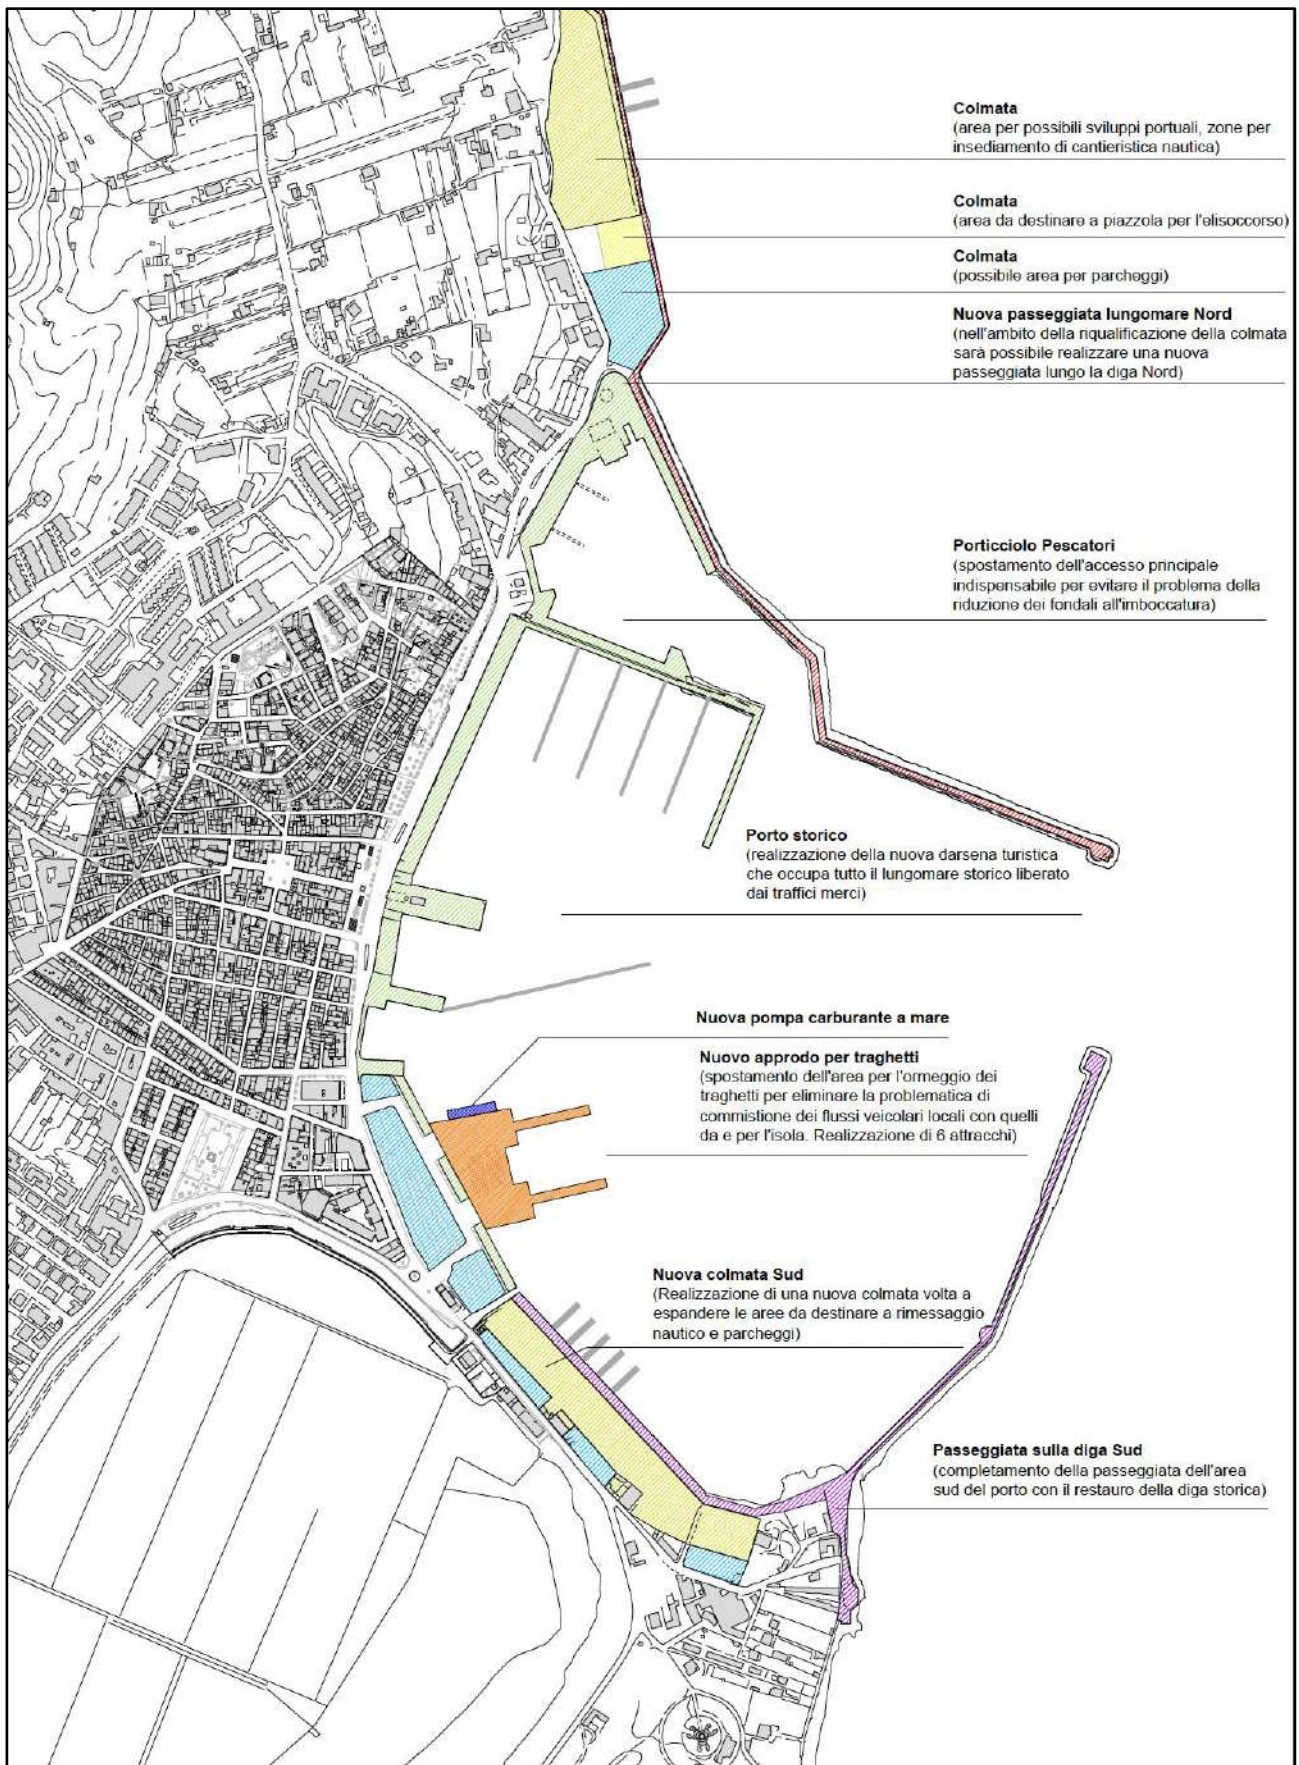 Colmata
(area per possibili sviluppi portuali, zone per
insediamento di cantieristica nautica)
Colmata
(area da destinare a piazzola per l'elisoccorso)
Colmata
(possibile area per parcheggi)
Nuova passeggiata lungomare Nord
(nell'ambito della riqualificazione della colmata
sarà possibile realizzare una nuova
passeggiata lungo la diga Nord)
Porticciolo Pescatori
(spostamento dell'accesso principale
indispensabile per evitare il problema della
riduzione dei fondali all'imboccatura)
Porto storico
(realizzazione della nuova darsena turistica
che occupa tutto il lungomare storico liberato
dai traffici merci)
Nuova pompa carburante a mare
Nuovo approdo per traghetti
(spostamento dell'area per l'ormeggio dei
traghetti per eliminare la problematica di
commistione dei flussi veicolari locali con quelli
da e per l'isola. Realizzazione di 6 attracchi)
Nuova colmata Sud
(Realizzazione di una nuova colmata volta a
espandere le aree da destinare a rimessaggio
nautico e parcheggi)
Passeggiata sulla diga Sud
(completamento della passeggiata dell'area
sud del porto con il restauro della diga storica)